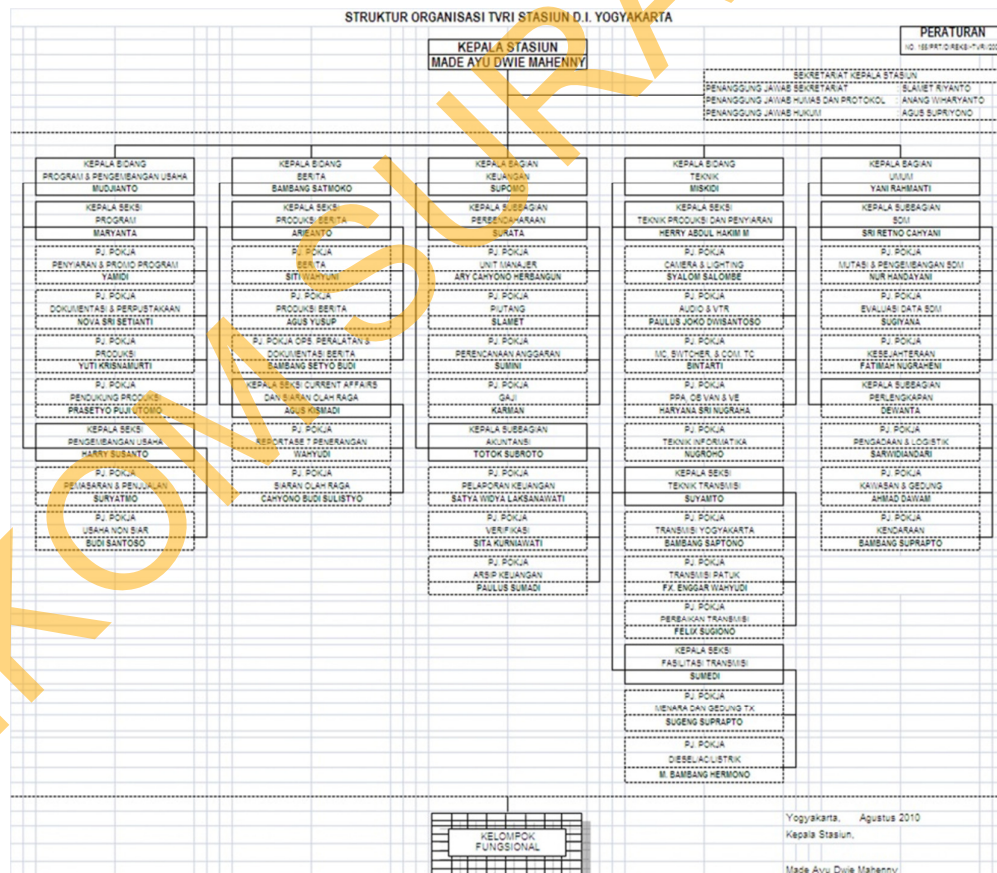 STRUKTUR ORGANISASI TVRI STASIUN D.I. YOGYAKARTA
PERATURAN
KEPALA STASIUN
MADE AYU DWIE MAHENNY
SEKRETARIAT KEPALA STASIUN
PENANGGUNG JAWAB SEKRETARIAT SLAMET RIYANTO
PENANGGUNG JAWAB HUMAS DAN PROTOKOL ANANG WIHARYANTO
PENANGGUNG JAWAB HUKUM AGUS SUPRIYONO
KEPALA BIDANG
PROGRAM & PENGEMBANGAN USAHA
MUDJIANTO
KEPALA SEKSI
PROGRAM
MARYANTA
PJ. POKJA
PENYIARAN & PROMO PROGRAM
YAMIDI
PJ. POKJA
DOKUMENTASI & PERPUSTAKAAN
NOVA SRI SETIANTI
PJ. POKJA
PRODUKSI
YUTI KRISNAMURTI
PJ. POKJA
PENDUKUNG PRODUKSI
PRASETYO PUJI UTOMO
KEPALA SEKSI
PENGEMBANGAN USAHA
HARRY SUSANTO
PJ. POKJA
PEMASARAN & PENJUALAN
SURYATMO
PJ. POKJA
USAHA NON SIAR
BUDI SANTOSO
KEPALA BIDANG
BERITA
BAMBANG SATMOKO
KEPALA SEKSI
PRODUKSI BERITA
ARIEANTO
PJ. POKJA
BERITA
SITI WAHYUNI
PJ. POKJA
PRODUKSI BERITA
AGUS YUSUP
PJ. POKJA OPS. PERALATAN &
DOKUMENTASI BERITA
BAMBANG SETYO BUDI
KEPALA SEKSI CURRENT AFFAIRS
DAN SIARAN OLAH RAGA
AGUS KISMADI
PJ. POKJA
REPORTASE 7 PENERANGAN
WAHYUDI
PJ. POKJA
SIARAN OLAH RAGA
CAHYONO BUDI SULISTYO
KEPALA BAGIAN
KEUANGAN
SUPOMO
KEPALA SUBBAGIAN
PERBENDAHARAAN
SURATA
PJ. POKJA
UNIT MANAJER
ARY CAHYONO HERBANGUN
PJ. POKJA
PIUTANG
SLAMET
PJ. POKJA
PERENCANAAN ANGGARAN
SUMINI
PJ. POKJA
GAJI
KARMAN
KEPALA SUBBAGIAN
AKUNTANSI
TOTOK SUBROTO
PJ. POKJA
PELAPORAN KEUANGAN
SATYA WIDYA LAKSANAWATI
PJ. POKJA
VERIFIKASI
SITA KURNIAWATI
PJ. POKJA
ARSIP KEUANGAN
PAULUS SUMADI
KEPALA BIDANG
TEKNIK
MISKIDI
KEPALA SEKSI
TEKNIK PRODUKSI DAN PENYIARAN
HERRY ABDUL HAKIM M
PJ. POKJA
CAMERA & LIGHTING
SYALOM SALOMBE
PJ. POKJA
AUDIO & VTR
PAULUS JOKO DWISANTOSO
PJ. POKJA
MC, SWTCHER, & COM. TC
BINTARTI
PJ. POKJA
PPA, OB VAN & VE
HARYANA SRI NUGRAHA
PJ. POKJA
TEKNIK INFORMATIKA
NUGROHO
KEPALA SEKSI
TEKNIK TRANSMISI
SUYAMTO
PJ. POKJA
TRANSMISI YOGYAKARTA
BAMBANG SAPTONO
PJ. POKJA
TRANSMISI PATUK
FX. ENGGAR WAHYUDI
PJ. POKJA
PERBAIKAN TRANSMISI
FELIX SUGIONO
KEPALA SEKSI
FASILITASI TRANSMISI
SUMEDI
PJ. POKJA
MENARA DAN GEDUNG TX
SUGENG SUPRAPTO
PJ. POKJA
DIESEL/AC/LISTRIK
M. BAMBANG HERMONO
KEPALA BAGIAN
UMUM
YANI RAHMANTI
KEPALA SUBBAGIAN
SDM
SRI RETNO CAHYANI
PJ. POKJA
MUTASI & PENGEMBANGAN SDM
NUR HANDAYANI
PJ. POKJA
EVALUASI DATA SDM
SUGIYANA
PJ. POKJA
KESEJAHTERAAN
FATIMAH NUGRAHENI
KEPALA SUBBAGIAN
PERLENGKAPAN
DEWANTA
PJ. POKJA
PENGADAAN & LOGISTIK
SARWIDIANDARI
PJ. POKJA
KAWASAN & GEDUNG
AHMAD DAWAM
PJ. POKJA
KENDARAAN
BAMBANG SUPRAPTO
KELOMPOK
FUNGSIONAL
Yogyakarta, Agustus 2010
Kepala Stasiun,
Made Ayu Dwie Mahenny